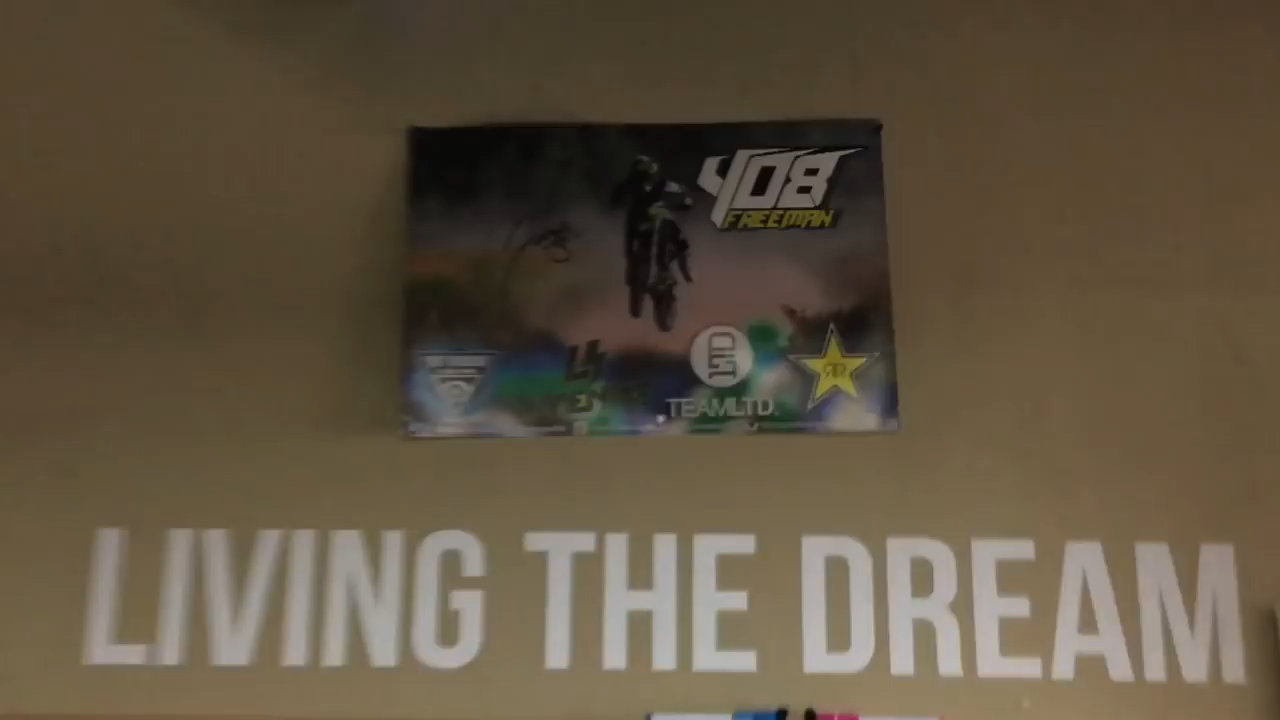 408
FREEMAN
LTD
TEAMLTD.
R
LIVING THE DREAM